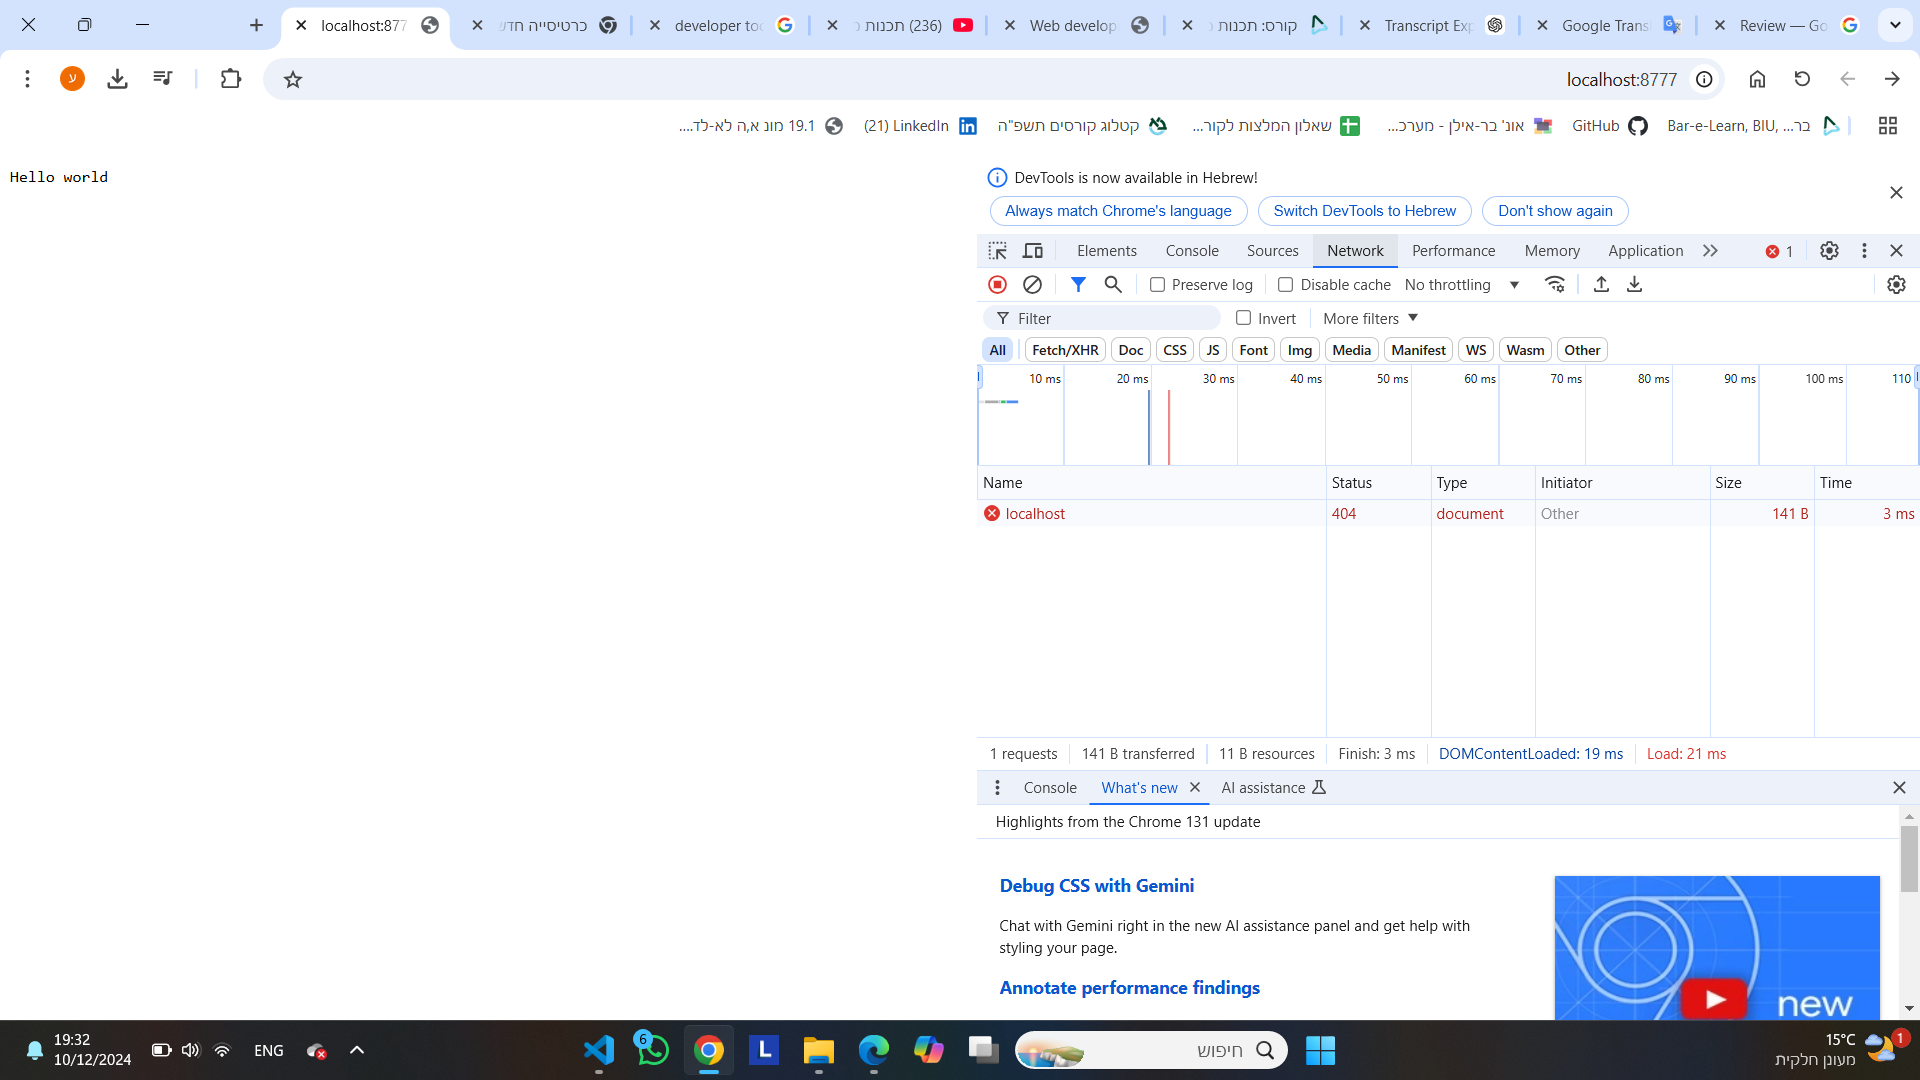 localhost:877
כרטיסייה חדש
developer too
(236) תכנות כ
Web develop
קורס: תכנות
Transcript Exp
Google Trans
Review — Go
localhost:8777
19.1 מונ א,ה לא-לד...
(21) LinkedIn
קטלוג קורסים תשפ"ה
שאלון המלצות לקור...
אונ' בר-אילן - מערכ...
GitHub
Bar-e-Learn, BIU, בר...
Hello world
DevTools is now available in Hebrew!
Always match Chrome's language
Switch DevTools to Hebrew
Don't show again
Elements Console Sources Network Performance Memory Application 1
Preserve log Disable cache No throttling
Filter Invert More filters
All Fetch/XHR Doc CSS JS Font Img Media Manifest WS Wasm Other
10 ms 20 ms 30 ms 40 ms 50 ms 60 ms 70 ms 80 ms 90 ms 100 ms 110
Name Status Type Initiator Size Time
localhost 404 document Other 141 B 3 ms
1 requests 141 B transferred 11 B resources Finish: 3 ms DOMContentLoaded: 19 ms Load: 21 ms
Console What's new AI assistance
Highlights from the Chrome 131 update
Debug CSS with Gemini
Chat with Gemini right in the new AI assistance panel and get help with
styling your page.
Annotate performance findings
new
19:32
10/12/2024
ENG
6
L
חיפוש
15°C
מעונן חלקית
1